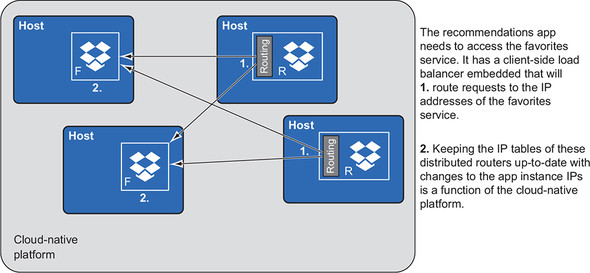 Host
F
2.
Host
1.
Routing
R
Host
F
2.
Host
1.
Routing
R
Cloud-native
platform
The recommendations app
needs to access the favorites
service. It has a client-side load
balancer embedded that will
1. route requests to the IP
addresses of the favorites
service.
2. Keeping the IP tables of these
distributed routers up-to-date with
changes to the app instance IPs
is a function of the cloud-native
platform.